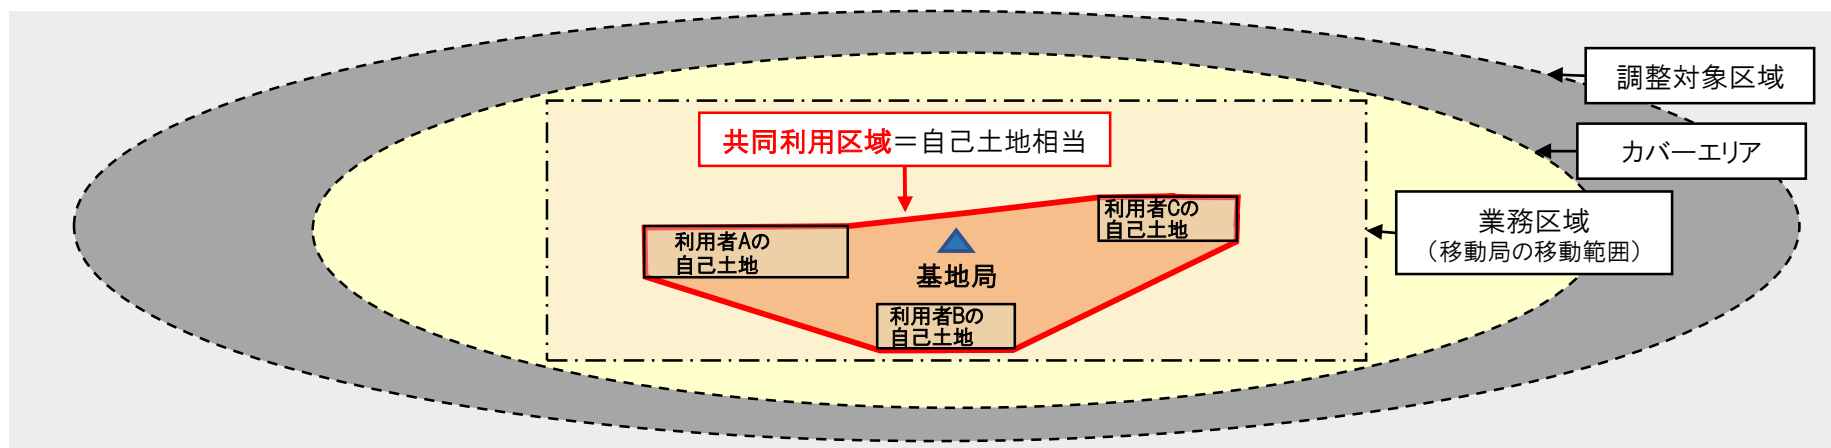 調整対象区域
カバーエリア
業務区域
（移動局の移動範囲）
共同利用区域＝自己土地相当
利用者Aの
自己土地
基地局
利用者Bの
自己土地
利用者Cの
自己土地